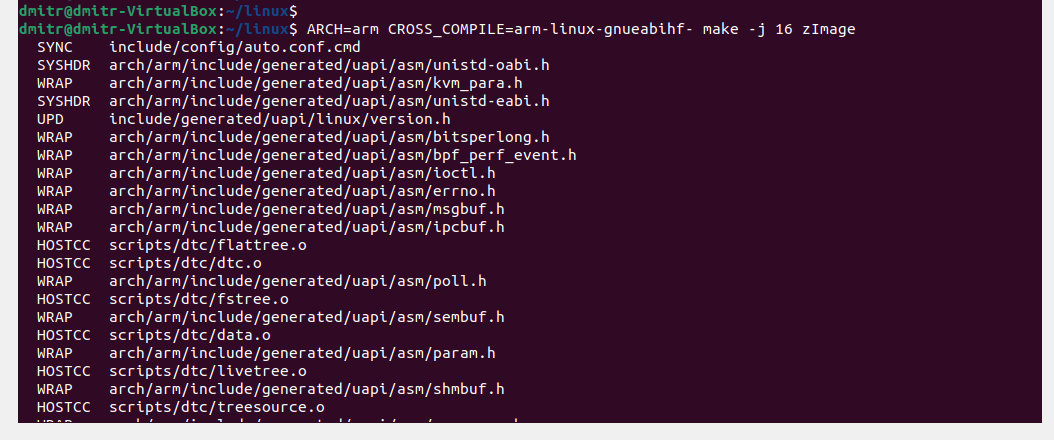 dmitr@dmitr-VirtualBox:~/linux$
dmitr@dmitr-VirtualBox:~/linux$ ARCH=arm CROSS_COMPILE=arm-linux-gnueabihf- make -j 16 zImage
SYNC    include/config/auto.conf.cmd
SYSHDR  arch/arm/include/generated/uapi/asm/unistd-oabi.h
WRAP    arch/arm/include/generated/uapi/asm/kvm_para.h
SYSHDR  arch/arm/include/generated/uapi/asm/unistd-eabi.h
UPD     include/generated/uapi/linux/version.h
WRAP    arch/arm/include/generated/uapi/asm/bitsperlong.h
WRAP    arch/arm/include/generated/uapi/asm/bpf_perf_event.h
WRAP    arch/arm/include/generated/uapi/asm/ioctl.h
WRAP    arch/arm/include/generated/uapi/asm/errno.h
WRAP    arch/arm/include/generated/uapi/asm/msgbuf.h
WRAP    arch/arm/include/generated/uapi/asm/ipcbuf.h
HOSTCC  scripts/dtc/flattree.o
HOSTCC  scripts/dtc/dtc.o
WRAP    arch/arm/include/generated/uapi/asm/poll.h
HOSTCC  scripts/dtc/fstree.o
WRAP    arch/arm/include/generated/uapi/asm/sembuf.h
HOSTCC  scripts/dtc/data.o
WRAP    arch/arm/include/generated/uapi/asm/param.h
HOSTCC  scripts/dtc/livetree.o
WRAP    arch/arm/include/generated/uapi/asm/shmbuf.h
HOSTCC  scripts/dtc/treesource.o